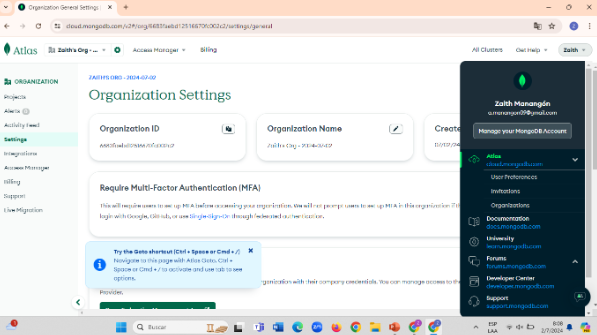 Organization General Settings
cloud.mongodb.com/v2#/org/
/settings/general
Atlas
Zaith's Org - ...
Access Manager
Billing
All Clusters
Get Help
Zaith
ORGANIZATION
Projects
Alerts
Activity Feed
Settings
Integrations
Access Manager
Billing
Support
Live Migration
ZAITH'S ORG - 2024-07-02
Organization Settings
Organization ID
Organization Name
Zaith's Org - 2024-07-02
Create
07/02/24
Require Multi-Factor Authentication (MFA)
This will require users to set up MFA before accessing your organization. We will not prompt users to set up MFA in this organization if th
login with Google, GitHub, or use Single-Sign-On through federated authentication.
Try the Goto shortcut (Ctrl + Space or Cmd + /)
Navigate to this page with Atlas Goto. Ctrl +
Space or Cmd + / to activate and use tab to see
options.
rganization with their company credentials. You can manage access to the
Provider.
Zaith Manangón
a.manangon99@gmail.com
Manage your MongoDB Account
Atlas
cloud.mongodb.com
User Preferences
Invitations
Organizations
Documentation
docs.mongodb.com
University
learn.mongodb.com
Forums
forums.mongodb.com
Developer Center
developer.mongodb.com
Support
support.mongodb.com
Buscar
ESP
LAA
8:08
2/7/2024